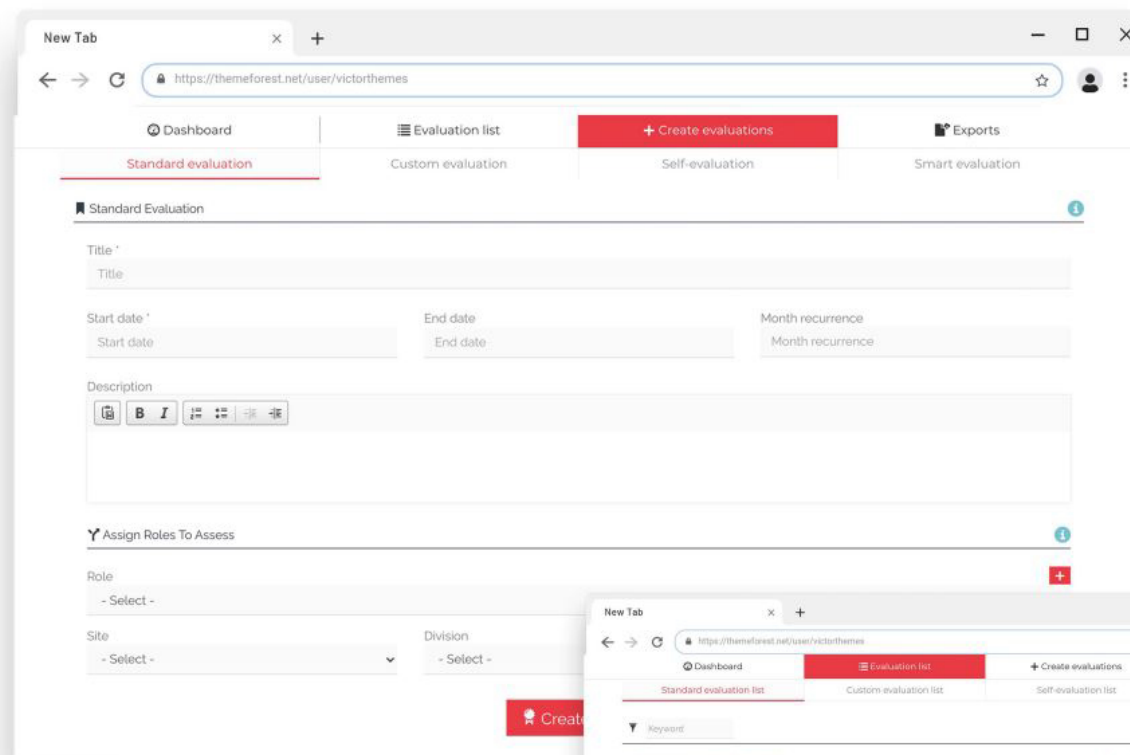 New Tab
https://themeforest.net/user/victorthemes
Dashboard Evaluation list + Create evaluations Exports
Standard evaluation Custom evaluation Self-evaluation Smart evaluation
Standard Evaluation
Title *
Title
Start date * End date Month recurrence
Start date End date Month recurrence
Description
B I
Assign Roles To Assess
Role
- Select -
Site Division
- Select - - Select -
Create
New Tab
https://themeforest.net/user/victorthemes
Dashboard Evaluation list + Create evaluations
Standard evaluation list Custom evaluation list Self-evaluation list
Keyword